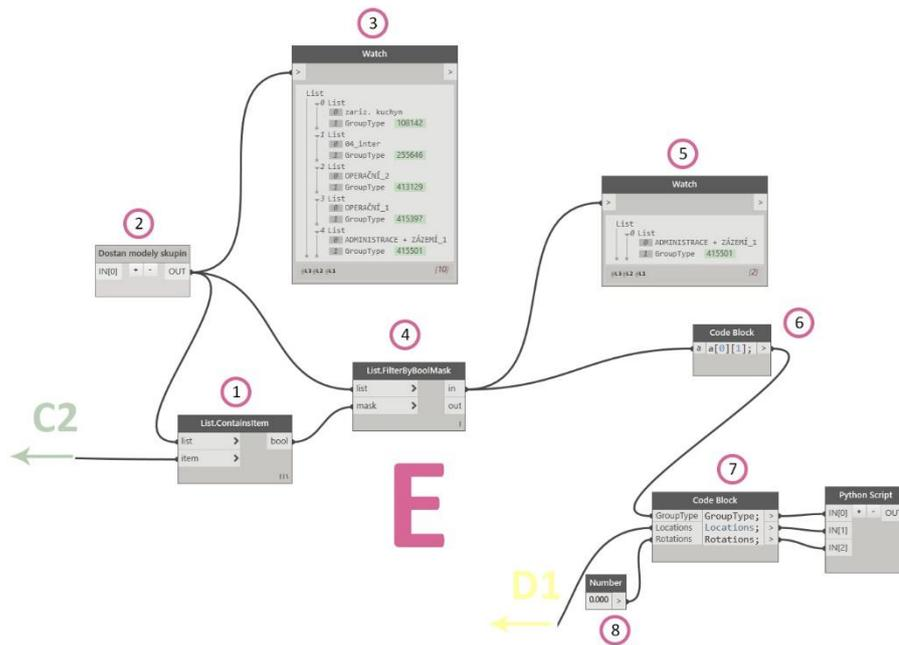 3
Watch
> >
List
0 List
0 zaříz. kuchyn
1 GroupType 108142
1 List
0 04_inter
1 GroupType 255646
2 List
0 OPERAČNÍ_2
1 GroupType 413129
3 List
0 OPERAČNÍ_1
1 GroupType 415397
4 List
0 ADMINISTRACE + ZÁZEMÍ_1
1 GroupType 415501
@L3 @L2 @L1 {10}
5
Watch
> >
List
0 List
0 ADMINISTRACE + ZÁZEMÍ_1
1 GroupType 415501
@L3 @L2 @L1 {2}
2
Dostan modely skupin
IN[0] + - OUT
4
List.FilterByBoolMask
list > in
mask > out
I
6
Code Block
a a[0][1]; >
1
List.ContainsItem
list > bool
item >
III
C2
E
7
Code Block
GroupType GroupType; >
Locations Locations; >
Rotations Rotations; >
Python Script
IN[0] + - OUT
IN[1]
IN[2]
D1
Number
0.000 >
8